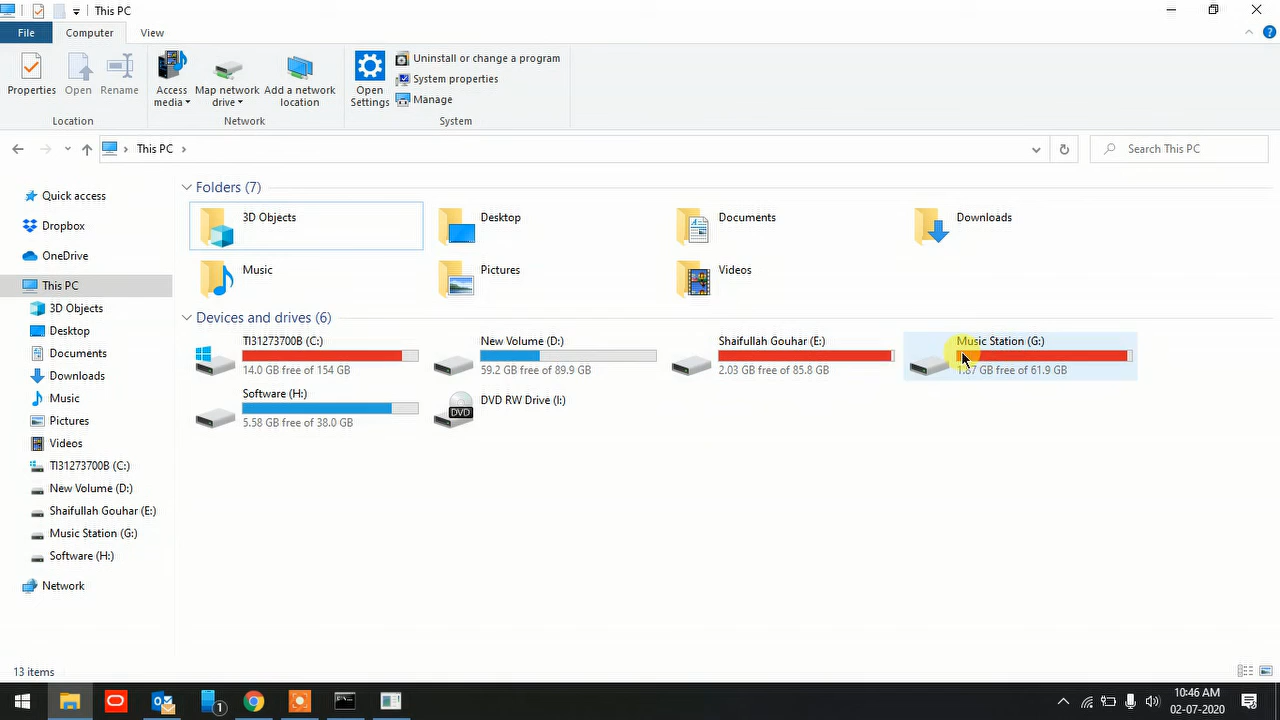 This PC
File
Computer
View
Properties
Open
Rename
Access media
Map network drive
Add a network location
Open Settings
Uninstall or change a program
System properties
Manage
Location
Network
System
This PC
Search This PC
Quick access
Dropbox
OneDrive
This PC
3D Objects
Desktop
Documents
Downloads
Music
Pictures
Videos
TI31273700B (C:)
New Volume (D:)
Shaifullah Gouhar (E:)
Music Station (G:)
Software (H:)
Network
Folders (7)
3D Objects
Desktop
Documents
Downloads
Music
Pictures
Videos
Devices and drives (6)
TI31273700B (C:)
14.0 GB free of 154 GB
New Volume (D:)
59.2 GB free of 89.9 GB
Shaifullah Gouhar (E:)
2.03 GB free of 85.8 GB
Music Station (G:)
1.87 GB free of 61.9 GB
Software (H:)
5.58 GB free of 38.0 GB
DVD
DVD RW Drive (I:)
13 items
1
10:46 AM
02-07-2020